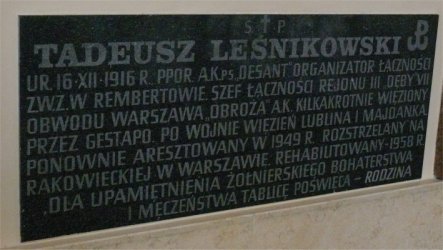 Ś † P
TADEUSZ LEŚNIKOWSKI
UR. 16·XII·1916 R. PPOR. A.K. PS. „DESANT" ORGANIZATOR ŁĄCZNOŚCI
Z.W.Z. W REMBERTOWIE. SZEF ŁĄCZNOŚCI REJONU III „DĘBY" VII
OBWODU WARSZAWA „OBROŻA" A.K. KILKAKROTNIE WIĘZIONY
PRZEZ GESTAPO. PO WOJNIE WIĘZIEŃ LUBLINA I MAJDANKA.
PONOWNIE ARESZTOWANY W 1949 R. ROZSTRZELANY NA
RAKOWIECKIEJ W WARSZAWIE. REHABILITOWANY-1958 R.
„DLA UPAMIĘTNIENIA ŻOŁNIERSKIEGO BOHATERSTWA
I MĘCZEŃSTWA TABLICĘ POŚWIĘCA - RODZINA